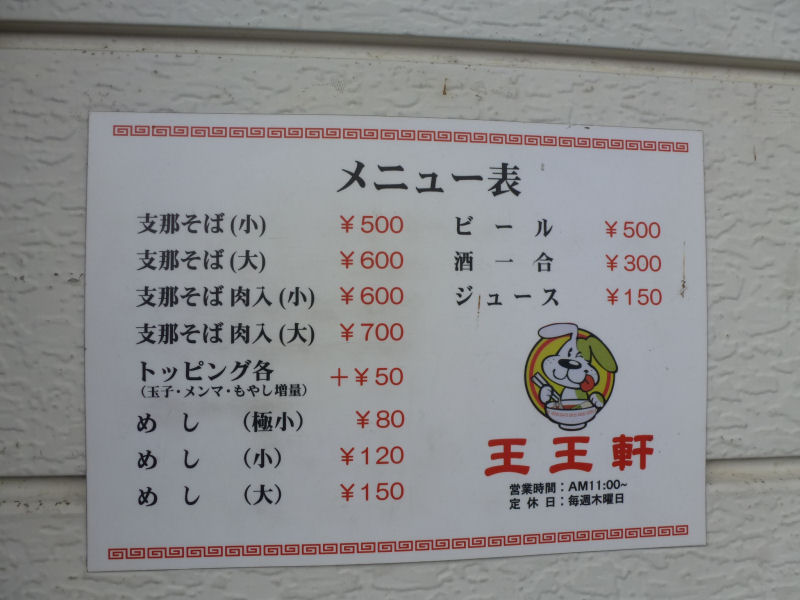 メニュー表
支那そば(小) ¥500
支那そば(大) ¥600
支那そば 肉入(小) ¥600
支那そば 肉入(大) ¥700
トッピング各 +¥50
(玉子・メンマ・もやし増量)
めし (極小) ¥80
めし (小) ¥120
めし (大) ¥150
ビール ¥500
酒一合 ¥300
ジュース ¥150
王王軒
営業時間:AM11:00~
定休日:毎週木曜日